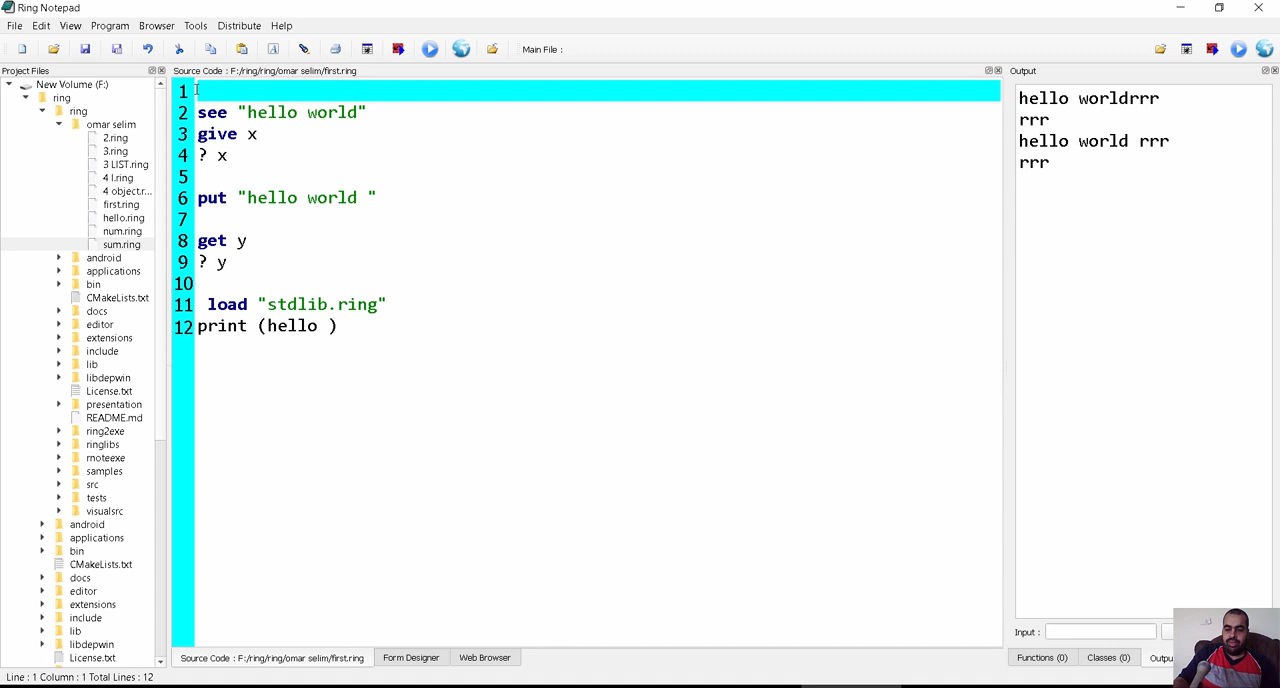 Ring Notepad
File Edit View Program Browser Tools Distribute Help
Main File :
Project Files
New Volume (F:)
ring
ring
omar selim
2.ring
3.ring
3 LIST.ring
4 l.ring
4 object.r...
first.ring
hello.ring
num.ring
sum.ring
android
applications
bin
CMakeLists.txt
docs
editor
extensions
include
lib
libdepwin
License.txt
presentation
README.md
ring2exe
ringlibs
rnoteexe
samples
src
tests
visualsrc
android
applications
bin
CMakeLists.txt
docs
editor
extensions
include
lib
libdepwin
License.txt
Source Code : F:/ring/ring/omar selim/first.ring
1
2 see "hello world"
3 give x
4 ? x
5
6 put "hello world "
7
8 get y
9 ? y
10
11 load "stdlib.ring"
12 print (hello )
Source Code : F:/ring/ring/omar selim/first.ring Form Designer Web Browser
Output
hello worldrrr
rrr
hello world rrr
rrr
Input :
Functions (0) Classes (0) Outpu
Line : 1 Column : 1 Total Lines : 12